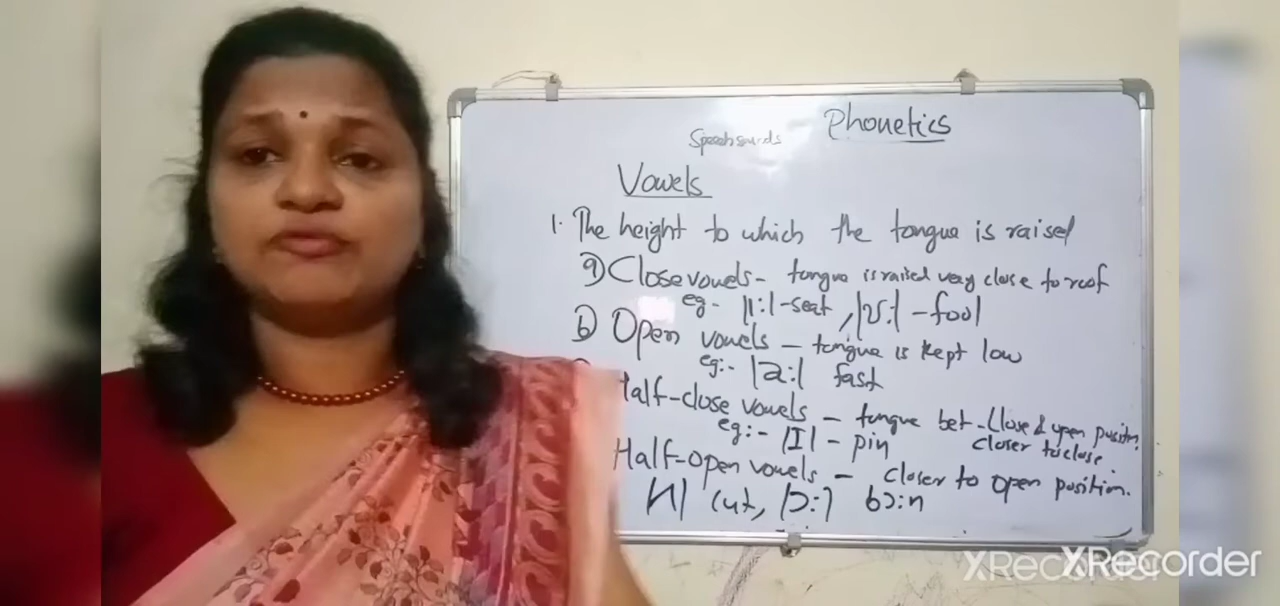 Phonetics
Speech sounds
Vowels
1. The height to which the tongue is raised
a) Close vowels - tongue is raised very close to roof
eg - /i:/ - seat, /ʊ:/ - fool
b) Open vowels - tongue is kept low
eg:- /a:/ fast
Half-close vowels - tongue bet - Close & open position
eg:- /I/ - pin closer to close.
Half-open vowels - closer to open position.
/ʌ/ cut, /ɔ:/ bɔ:n
XRecorder
XRecorder